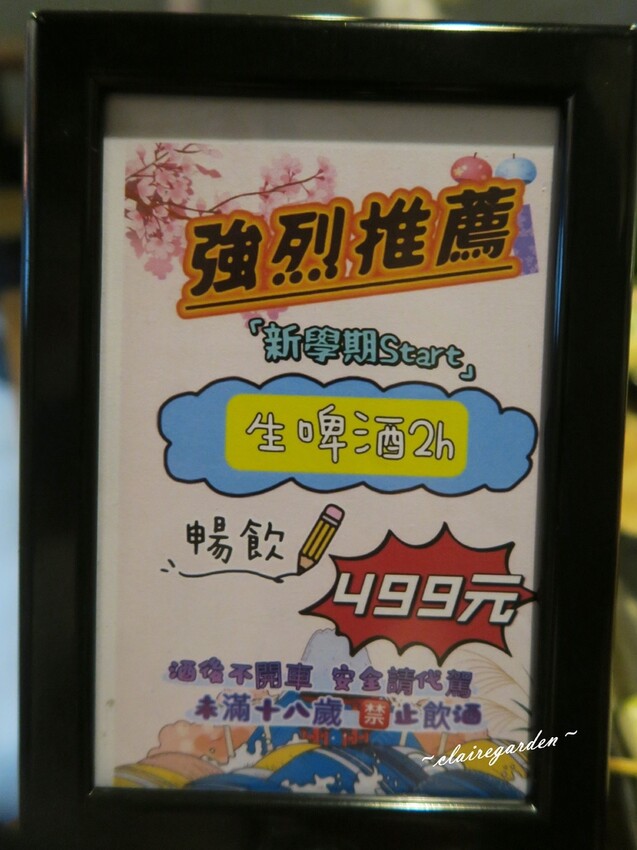 強烈推薦
「新學期Start」
生啤酒2h
暢飲
499元
酒後不開車 安全請代駕
未滿十八歲 禁止飲酒
~clairegarden~